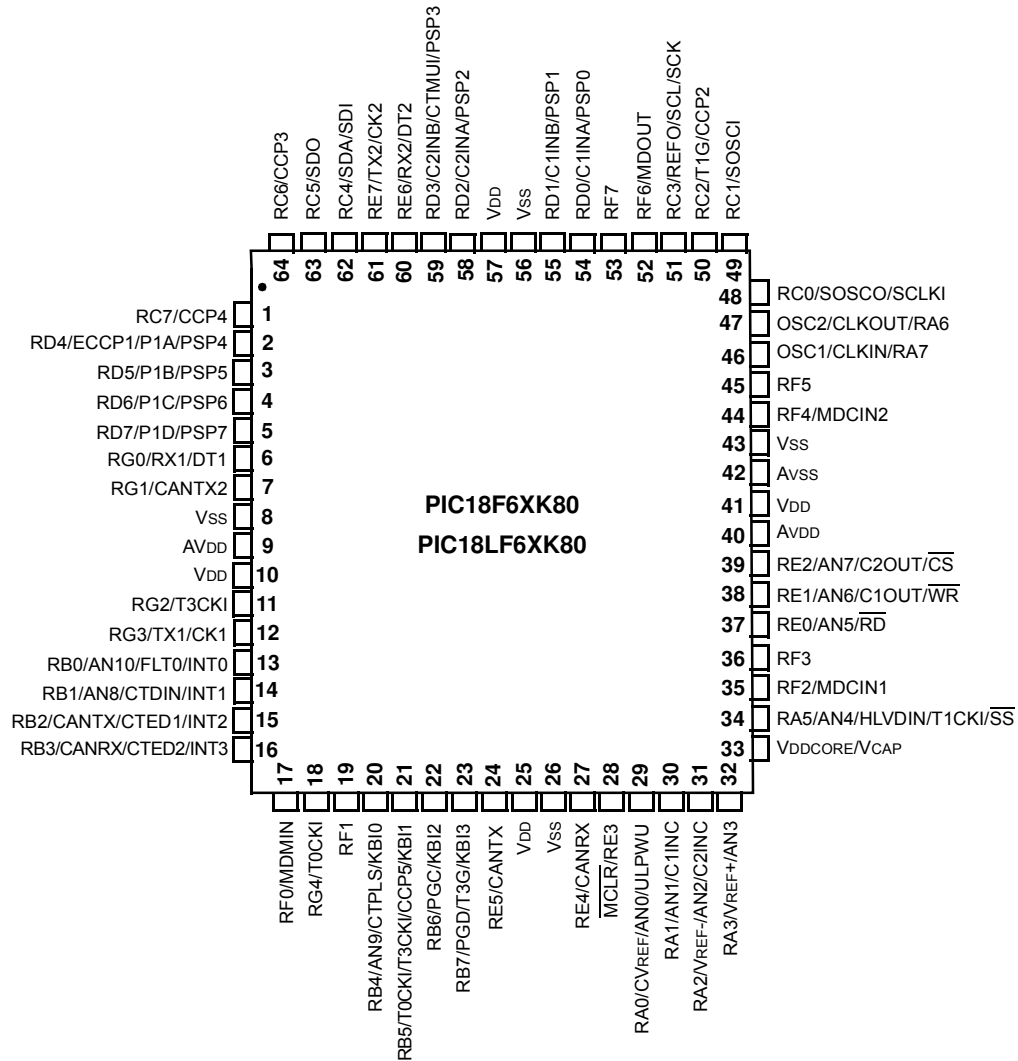 RC6/CCP3
RC5/SDO
RC4/SDA/SDI
RE7/TX2/CK2
RE6/RX2/DT2
RD3/C2INB/CTMUI/PSP3
RD2/C2INA/PSP2
VDD
VSS
RD1/C1INB/PSP1
RD0/C1INA/PSP0
RF7
RF6/MDOUT
RC3/REFO/SCL/SCK
RC2/T1G/CCP2
RC1/SOSCI
64 63 62 61 60 59 58 57 56 55 54 53 52 51 50 49
RC7/CCP4 1
RD4/ECCP1/P1A/PSP4 2
RD5/P1B/PSP5 3
RD6/P1C/PSP6 4
RD7/P1D/PSP7 5
RG0/RX1/DT1 6
RG1/CANTX2 7
VSS 8
AVDD 9
VDD 10
RG2/T3CKI 11
RG3/TX1/CK1 12
RB0/AN10/FLT0/INT0 13
RB1/AN8/CTDIN/INT1 14
RB2/CANTX/CTED1/INT2 15
RB3/CANRX/CTED2/INT3 16
PIC18F6XK80
PIC18LF6XK80
48 RC0/SOSCO/SCLKI
47 OSC2/CLKOUT/RA6
46 OSC1/CLKIN/RA7
45 RF5
44 RF4/MDCIN2
43 VSS
42 AVSS
41 VDD
40 AVDD
39 RE2/AN7/C2OUT/CS
38 RE1/AN6/C1OUT/WR
37 RE0/AN5/RD
36 RF3
35 RF2/MDCIN1
34 RA5/AN4/HLVDIN/T1CKI/SS
33 VDDCORE/VCAP
17 18 19 20 21 22 23 24 25 26 27 28 29 30 31 32
RF0/MDMIN
RG4/T0CKI
RF1
RB4/AN9/CTPLS/KBI0
RB5/T0CKI/T3CKI/CCP5/KBI1
RB6/PGC/KBI2
RB7/PGD/T3G/KBI3
RE5/CANTX
VDD
VSS
RE4/CANRX
MCLR/RE3
RA0/CVREF/AN0/ULPWU
RA1/AN1/C1INC
RA2/VREF-/AN2/C2INC
RA3/VREF+/AN3